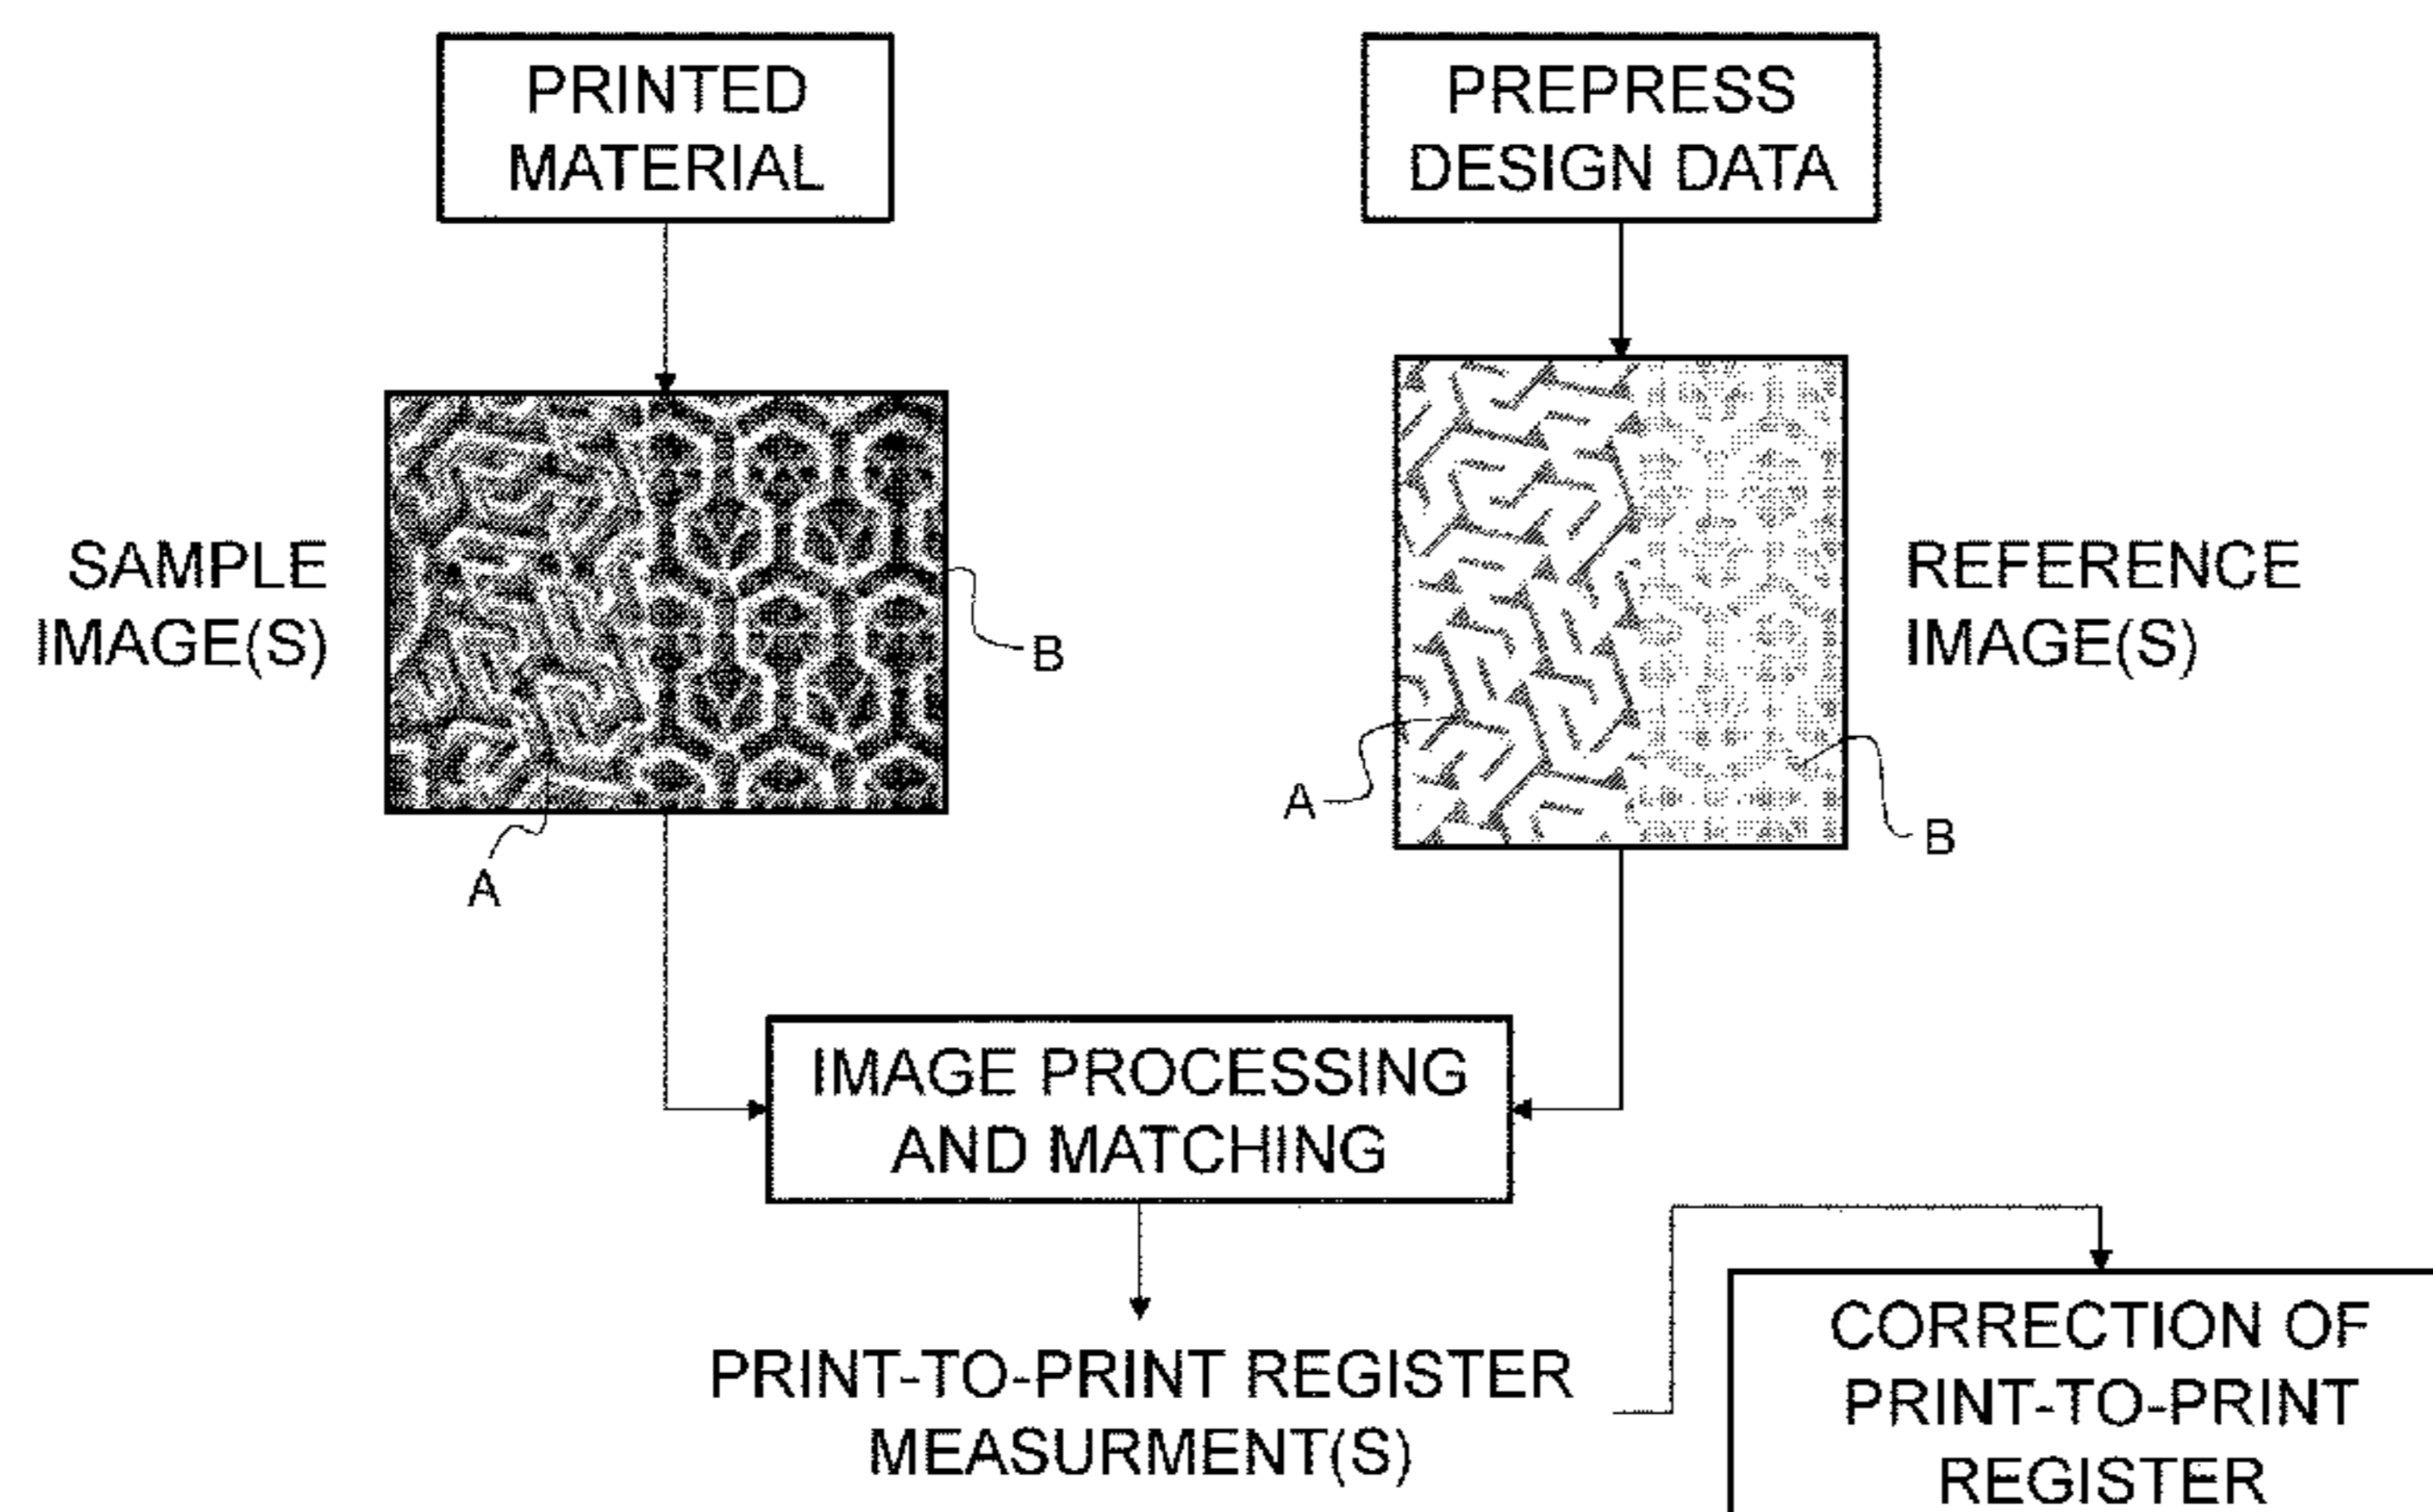 PRINTED
MATERIAL
PREPRESS
DESIGN DATA
SAMPLE
IMAGE(S)
B
A
REFERENCE
IMAGE(S)
A
B
IMAGE PROCESSING
AND MATCHING
PRINT-TO-PRINT REGISTER
MEASURMENT(S)
CORRECTION OF
PRINT-TO-PRINT
REGISTER